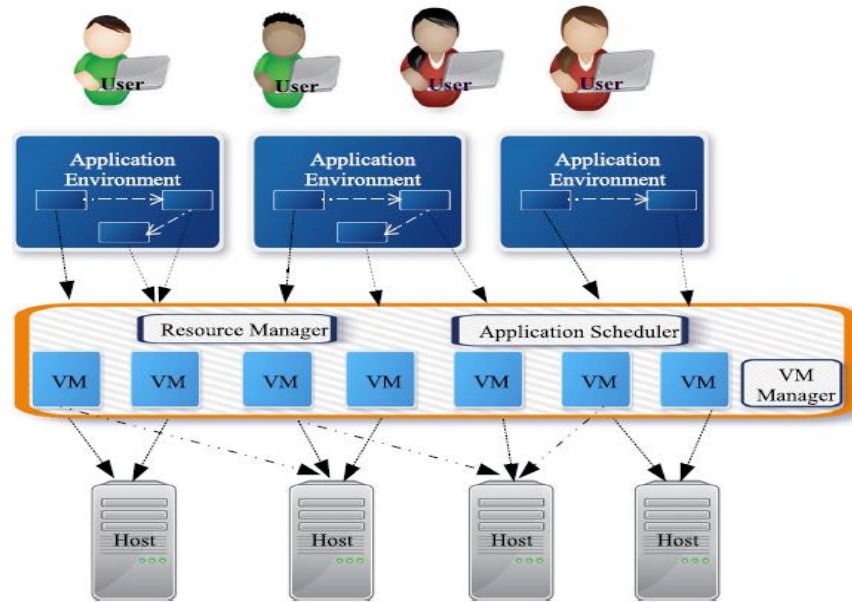 User
User
User
User
Application
Environment
Application
Environment
Application
Environment
Resource Manager
Application Scheduler
VM
VM
VM
VM
VM
VM
VM
VM
Manager
Host
Host
Host
Host